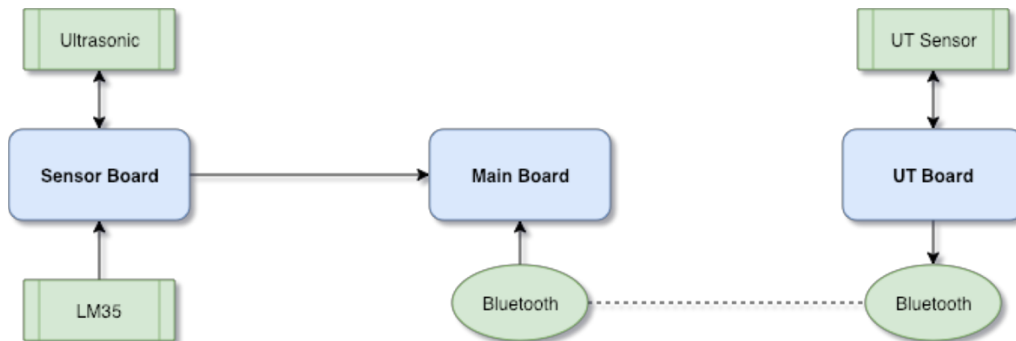 Ultrasonic
UT Sensor
Sensor Board
Main Board
UT Board
LM35
Bluetooth
Bluetooth